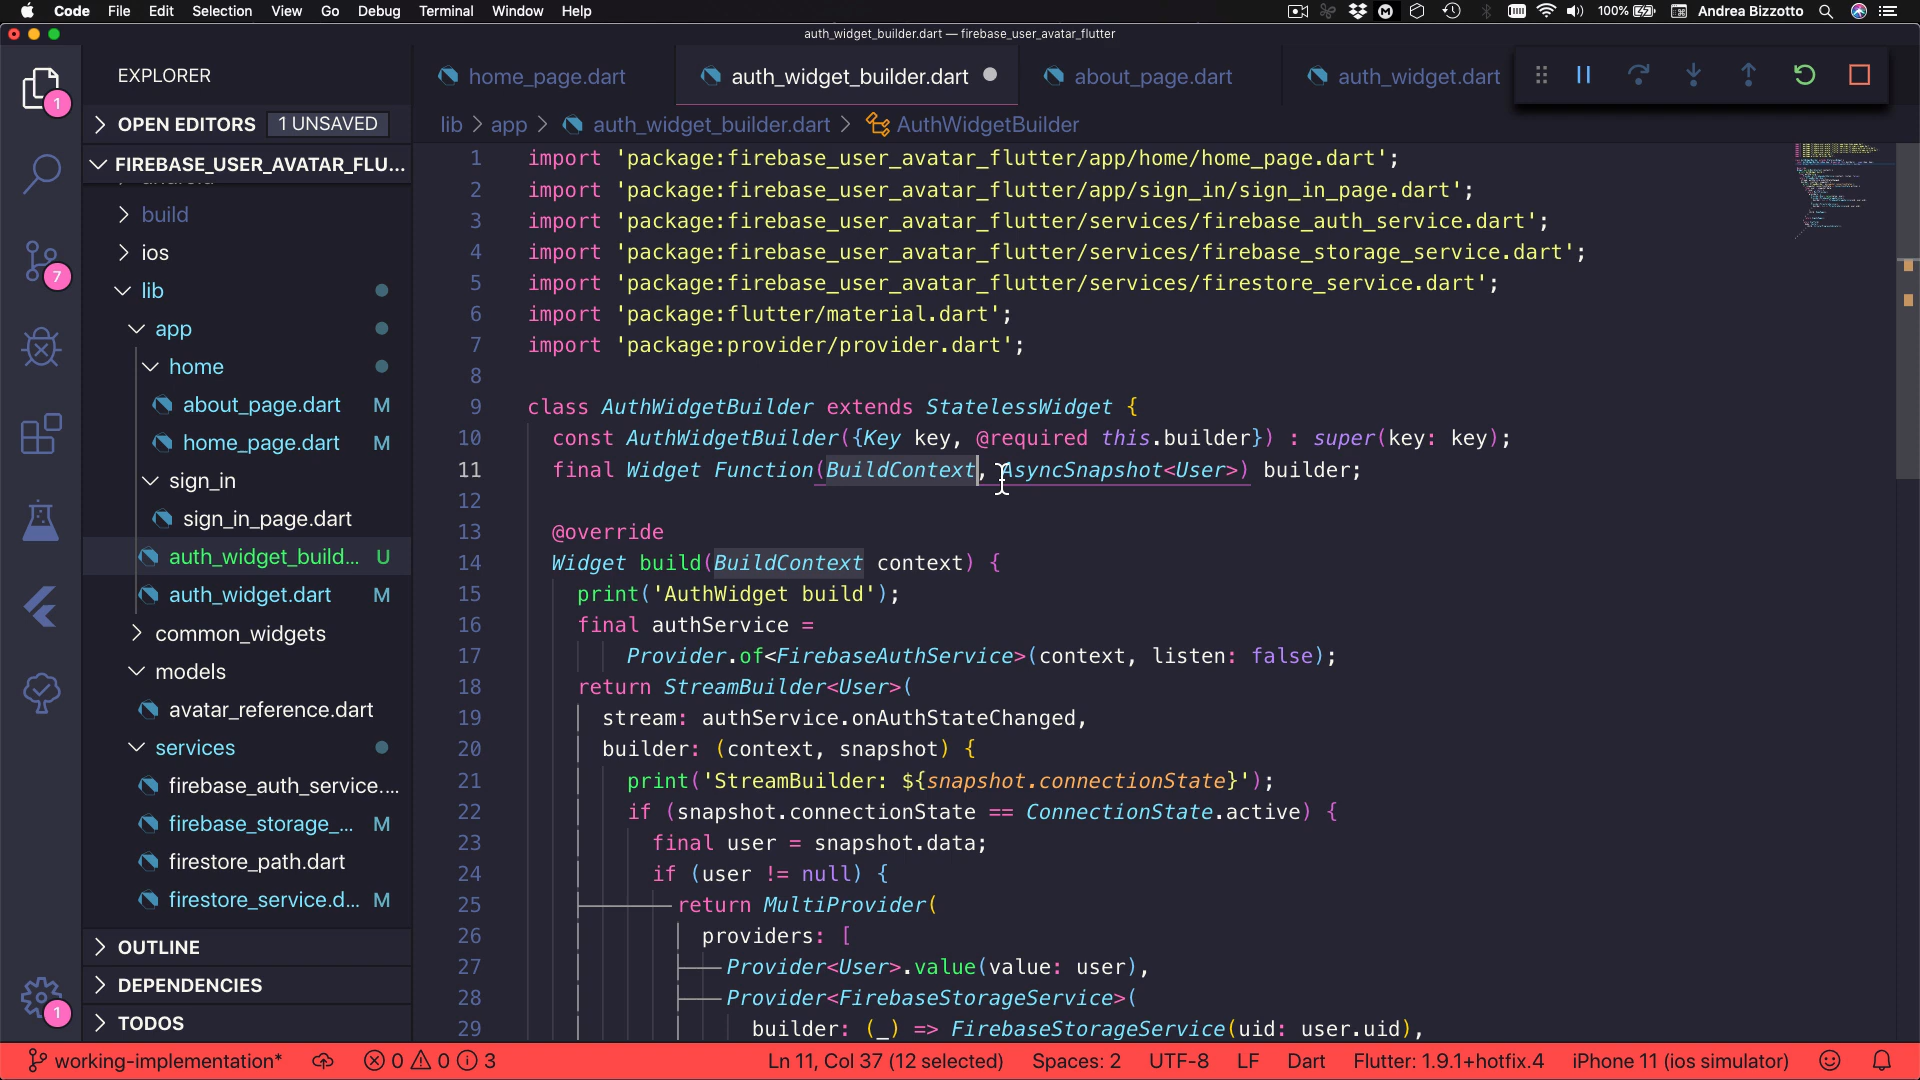 Code File Edit Selection View Go Debug Terminal Window Help 100% Andrea Bizzotto
auth_widget_builder.dart — firebase_user_avatar_flutter
EXPLORER
home_page.dart auth_widget_builder.dart about_page.dart auth_widget.dart
OPEN EDITORS 1 UNSAVED
lib > app > auth_widget_builder.dart > AuthWidgetBuilder
FIREBASE_USER_AVATAR_FLU...
android
build
ios
lib
app
home
about_page.dart M
home_page.dart M
sign_in
sign_in_page.dart
auth_widget_build... U
auth_widget.dart M
common_widgets
models
avatar_reference.dart
services
firebase_auth_service....
firebase_storage_... M
firestore_path.dart
firestore_service.d... M
OUTLINE
DEPENDENCIES
TODOS
1
7
1
1 import 'package:firebase_user_avatar_flutter/app/home/home_page.dart';
2 import 'package:firebase_user_avatar_flutter/app/sign_in/sign_in_page.dart';
3 import 'package:firebase_user_avatar_flutter/services/firebase_auth_service.dart';
4 import 'package:firebase_user_avatar_flutter/services/firebase_storage_service.dart';
5 import 'package:firebase_user_avatar_flutter/services/firestore_service.dart';
6 import 'package:flutter/material.dart';
7 import 'package:provider/provider.dart';
8
9 class AuthWidgetBuilder extends StatelessWidget {
10 const AuthWidgetBuilder({Key key, @required this.builder}) : super(key: key);
11 final Widget Function(BuildContext, AsyncSnapshot<User>) builder;
12
13 @override
14 Widget build(BuildContext context) {
15 print('AuthWidget build');
16 final authService =
17 Provider.of<FirebaseAuthService>(context, listen: false);
18 return StreamBuilder<User>(
19 stream: authService.onAuthStateChanged,
20 builder: (context, snapshot) {
21 print('StreamBuilder: ${snapshot.connectionState}');
22 if (snapshot.connectionState == ConnectionState.active) {
23 final user = snapshot.data;
24 if (user != null) {
25 return MultiProvider(
26 providers: [
27 Provider<User>.value(value: user),
28 Provider<FirebaseStorageService>(
29 builder: (_) => FirebaseStorageService(uid: user.uid),
working-implementation* 0 0 3 Ln 11, Col 37 (12 selected) Spaces: 2 UTF-8 LF Dart Flutter: 1.9.1+hotfix.4 iPhone 11 (ios simulator)